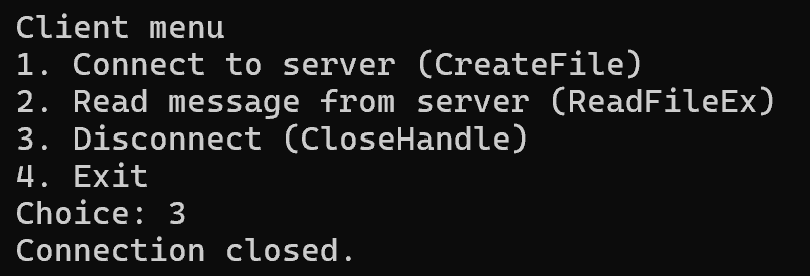 Client menu
1. Connect to server (CreateFile)
2. Read message from server (ReadFileEx)
3. Disconnect (CloseHandle)
4. Exit
Choice: 3
Connection closed.